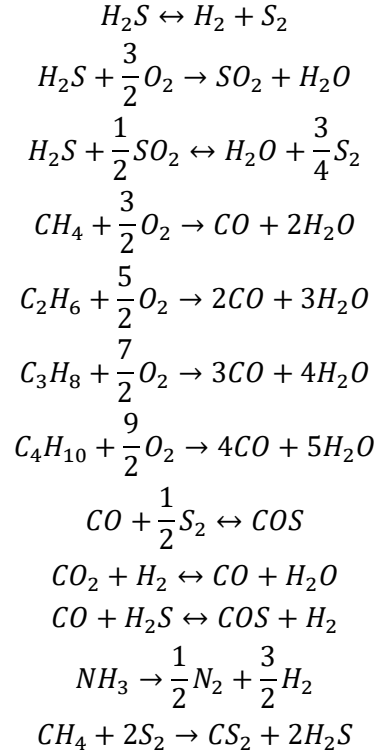 H₂S ↔ H₂ + S₂
H₂S + 3/2 O₂ → SO₂ + H₂O
H₂S + 1/2 SO₂ ↔ H₂O + 3/4 S₂
CH₄ + 3/2 O₂ → CO + 2H₂O
C₂H₆ + 5/2 O₂ → 2CO + 3H₂O
C₃H₈ + 7/2 O₂ → 3CO + 4H₂O
C₄H₁₀ + 9/2 O₂ → 4CO + 5H₂O
CO + 1/2 S₂ ↔ COS
CO₂ + H₂ ↔ CO + H₂O
CO + H₂S ↔ COS + H₂
NH₃ → 1/2 N₂ + 3/2 H₂
CH₄ + 2S₂ → CS₂ + 2H₂S